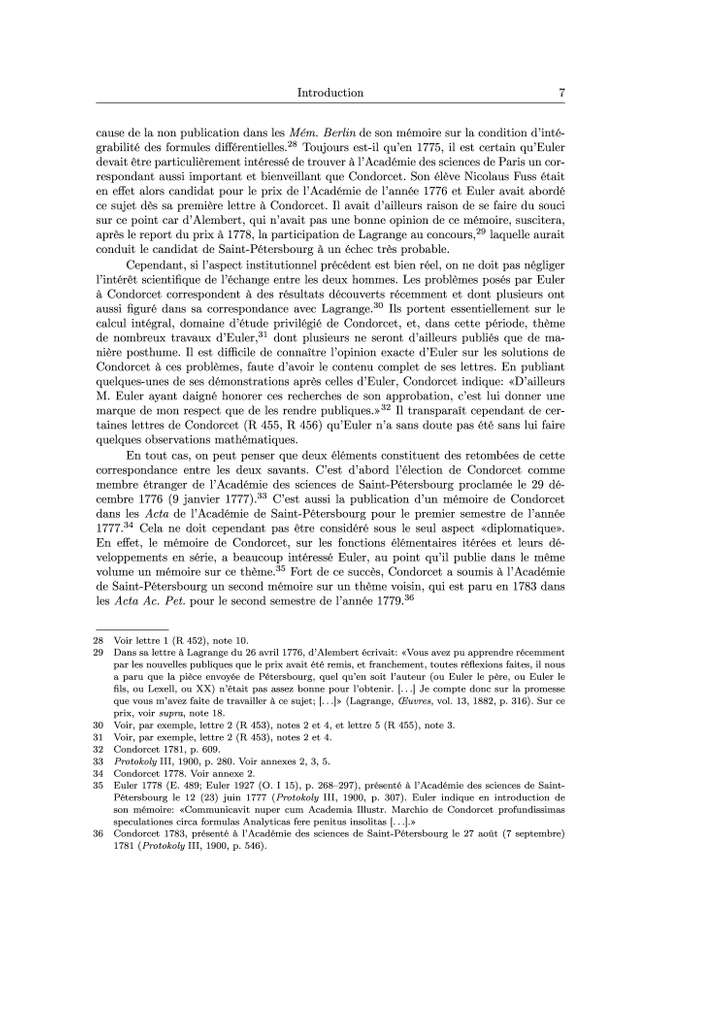 Introduction 7
cause de la non publication dans les Mém. Berlin de son mémoire sur la condition d'inté-
grabilité des formules différentielles.28 Toujours est-il qu'en 1775, il est certain qu'Euler
devait être particulièrement intéressé de trouver à l'Académie des sciences de Paris un cor-
respondant aussi important et bienveillant que Condorcet. Son élève Nicolaus Fuss était
en effet alors candidat pour le prix de l'Académie de l'année 1776 et Euler avait abordé
ce sujet dès sa première lettre à Condorcet. Il avait d'ailleurs raison de se faire du souci
sur ce point car d'Alembert, qui n'avait pas une bonne opinion de ce mémoire, suscitera,
après le report du prix à 1778, la participation de Lagrange au concours,29 laquelle aurait
conduit le candidat de Saint-Pétersbourg à un échec très probable.
Cependant, si l'aspect institutionnel précédent est bien réel, on ne doit pas négliger
l'intérêt scientifique de l'échange entre les deux hommes. Les problèmes posés par Euler
à Condorcet correspondent à des résultats découverts récemment et dont plusieurs ont
aussi figuré dans sa correspondance avec Lagrange.30 Ils portent essentiellement sur le
calcul intégral, domaine d'étude privilégié de Condorcet, et, dans cette période, thème
de nombreux travaux d'Euler,31 dont plusieurs ne seront d'ailleurs publiés que de ma-
nière posthume. Il est difficile de connaître l'opinion exacte d'Euler sur les solutions de
Condorcet à ces problèmes, faute d'avoir le contenu complet de ses lettres. En publiant
quelques-unes de ses démonstrations après celles d'Euler, Condorcet indique: «D'ailleurs
M. Euler ayant daigné honorer ces recherches de son approbation, c'est lui donner une
marque de mon respect que de les rendre publiques.»32 Il transparaît cependant de cer-
taines lettres de Condorcet (R 455, R 456) qu'Euler n'a sans doute pas été sans lui faire
quelques observations mathématiques.
En tout cas, on peut penser que deux éléments constituent des retombées de cette
correspondance entre les deux savants. C'est d'abord l'élection de Condorcet comme
membre étranger de l'Académie des sciences de Saint-Pétersbourg proclamée le 29 dé-
cembre 1776 (9 janvier 1777).33 C'est aussi la publication d'un mémoire de Condorcet
dans les Acta de l'Académie de Saint-Pétersbourg pour le premier semestre de l'année
1777.34 Cela ne doit cependant pas être considéré sous le seul aspect «diplomatique».
En effet, le mémoire de Condorcet, sur les fonctions élémentaires itérées et leurs dé-
veloppements en série, a beaucoup intéressé Euler, au point qu'il publie dans le même
volume un mémoire sur ce thème.35 Fort de ce succès, Condorcet a soumis à l'Académie
de Saint-Pétersbourg un second mémoire sur un thème voisin, qui est paru en 1783 dans
les Acta Ac. Pet. pour le second semestre de l'année 1779.36
28 Voir lettre 1 (R 452), note 10.
29 Dans sa lettre à Lagrange du 26 avril 1776, d'Alembert écrivait: «Vous avez pu apprendre récemment
par les nouvelles publiques que le prix avait été remis, et franchement, toutes réflexions faites, il nous
a paru que la pièce envoyée de Pétersbourg, quel qu'en soit l'auteur (ou Euler le père, ou Euler le
fils, ou Lexell, ou XX) n'était pas assez bonne pour l'obtenir. [...] Je compte donc sur la promesse
que vous m'avez faite de travailler à ce sujet; [...]» (Lagrange, Œuvres, vol. 13, 1882, p. 316). Sur ce
prix, voir supra, note 18.
30 Voir, par exemple, lettre 2 (R 453), notes 2 et 4, et lettre 5 (R 455), note 3.
31 Voir, par exemple, lettre 2 (R 453), notes 2 et 4.
32 Condorcet 1781, p. 609.
33 Protokoly III, 1900, p. 280. Voir annexes 2, 3, 5.
34 Condorcet 1778. Voir annexe 2.
35 Euler 1778 (E. 489; Euler 1927 (O. I 15), p. 268–297), présenté à l'Académie des sciences de Saint-
Pétersbourg le 12 (23) juin 1777 (Protokoly III, 1900, p. 307). Euler indique en introduction de
son mémoire: «Communicavit nuper cum Academia Illustr. Marchio de Condorcet profundissimas
speculationes circa formulas Analyticas fere penitus insolitas [...].»
36 Condorcet 1783, présenté à l'Académie des sciences de Saint-Pétersbourg le 27 août (7 septembre)
1781 (Protokoly III, 1900, p. 546).